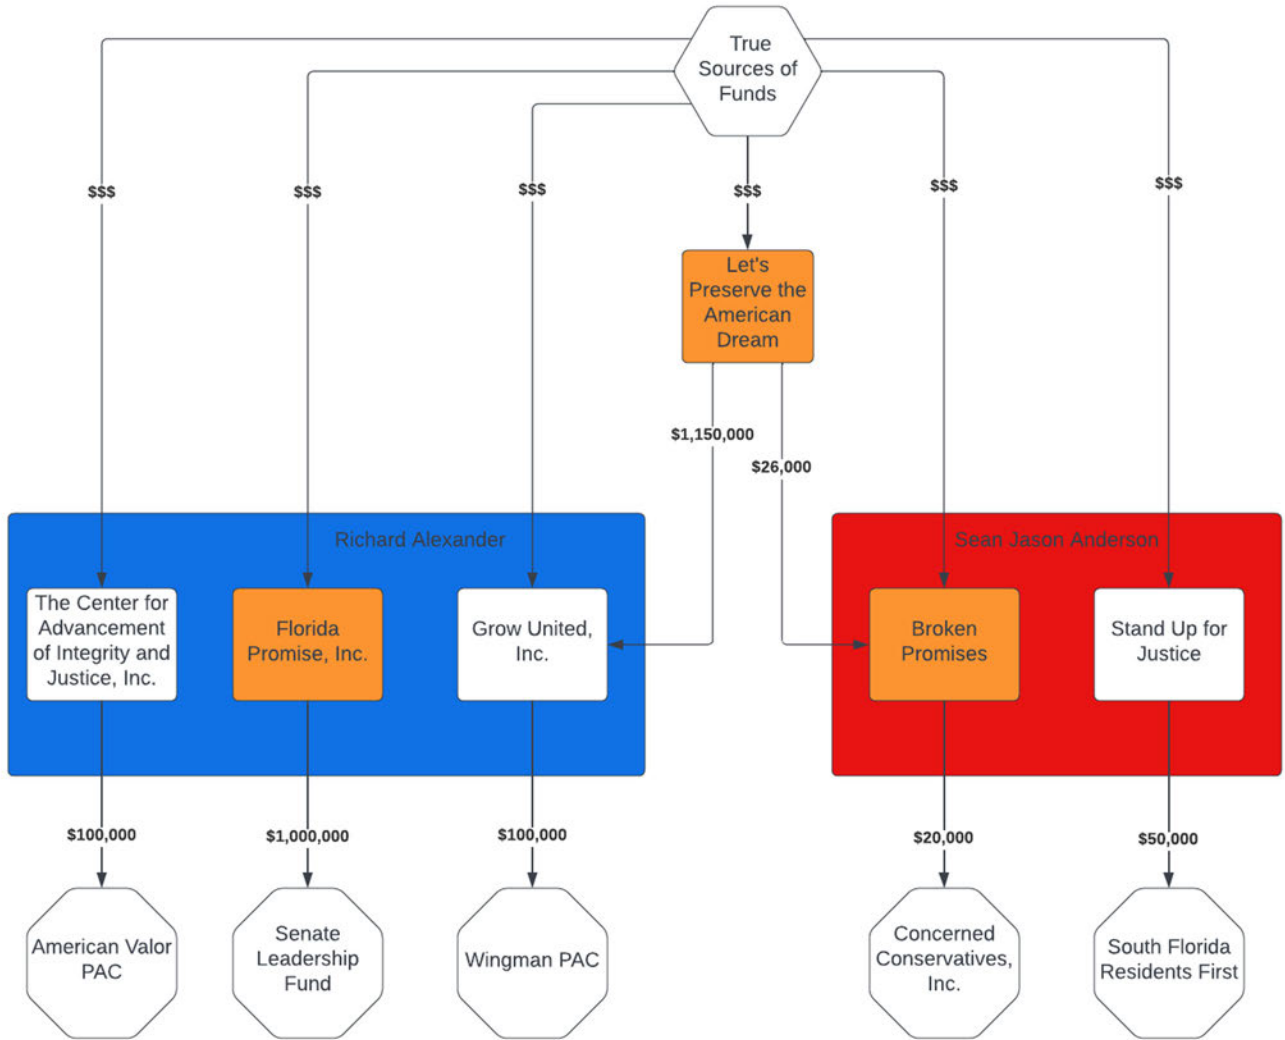 True
Sources of
Funds
$$$
$$$
$$$
$$$
$$$
$$$
Let's
Preserve the
American
Dream
$1,150,000
$26,000
Richard Alexander
Sean Jason Anderson
The Center for
Advancement
of Integrity and
Justice, Inc.
Florida
Promise, Inc.
Grow United,
Inc.
Broken
Promises
Stand Up for
Justice
$100,000
$1,000,000
$100,000
$20,000
$50,000
American Valor
PAC
Senate
Leadership
Fund
Wingman PAC
Concerned
Conservatives,
Inc.
South Florida
Residents First